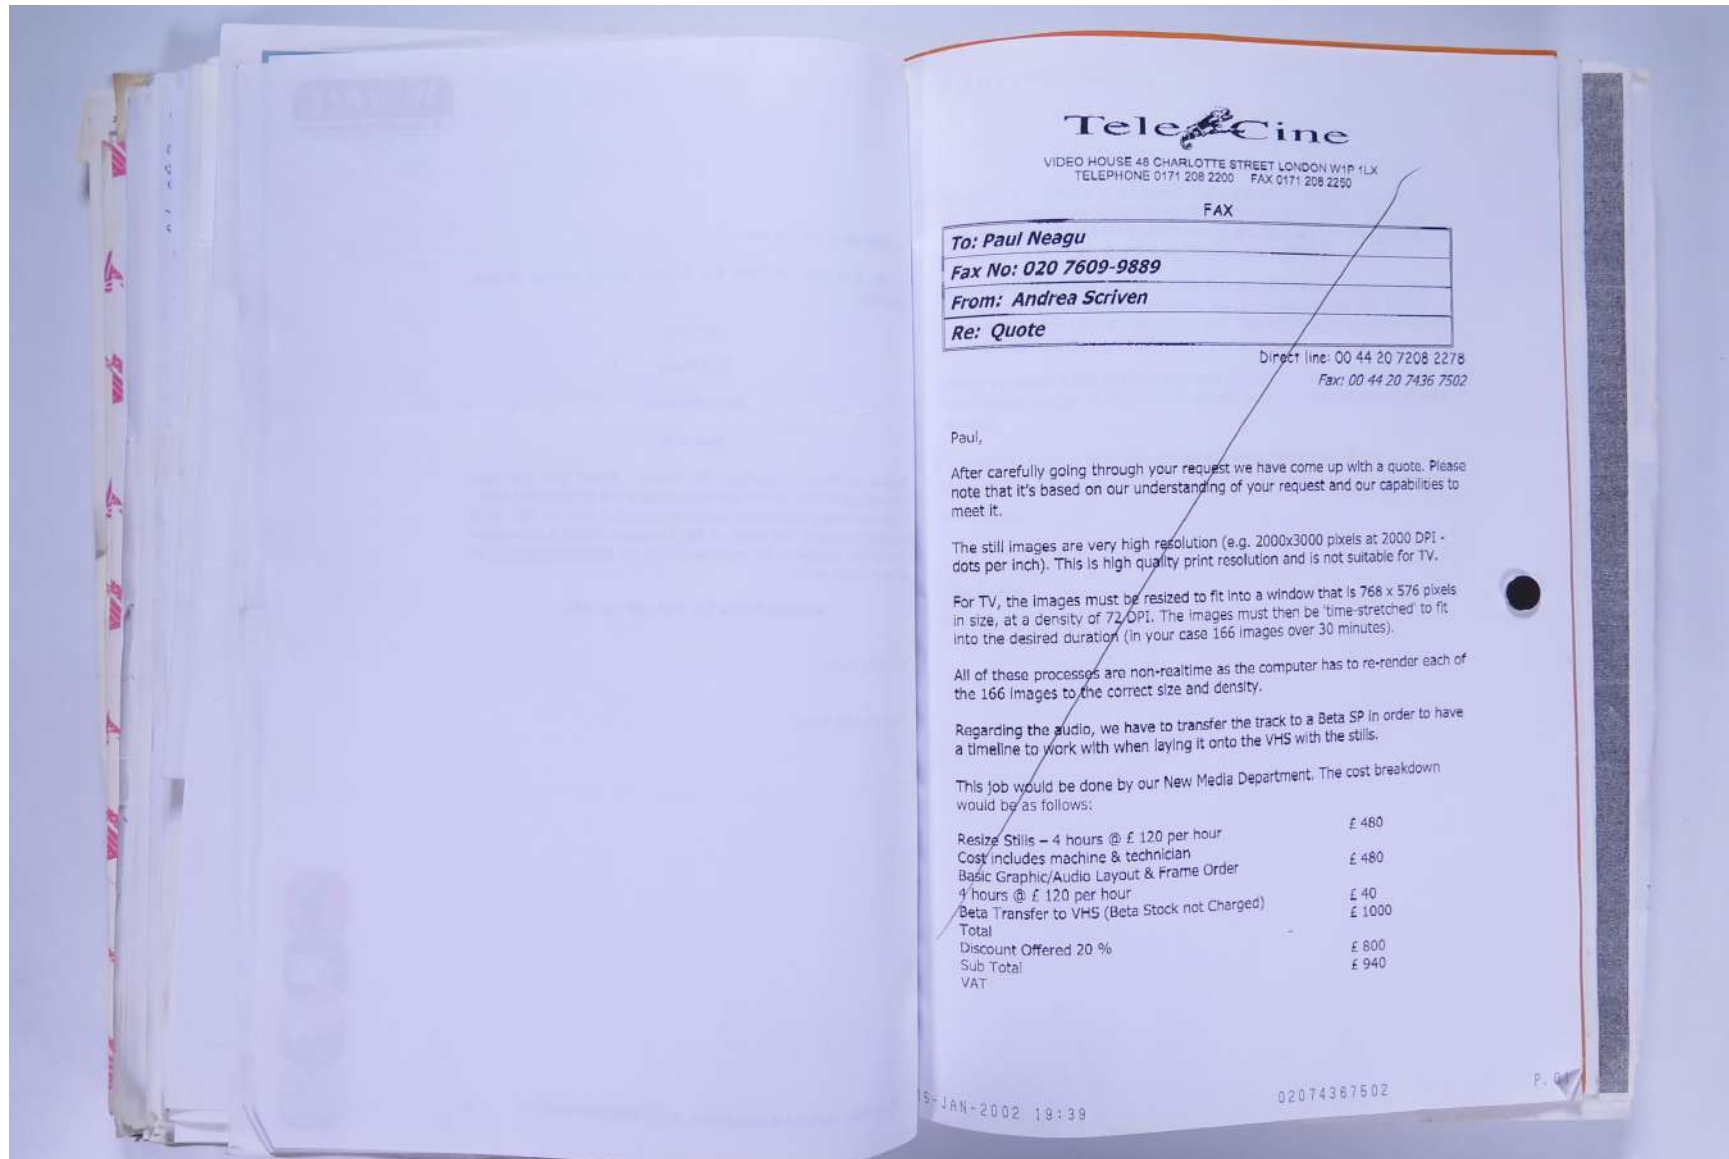 Tele Cine
VIDEO HOUSE 48 CHARLOTTE STREET LONDON W1P 1LX
TELEPHONE 0171 208 2200 FAX 0171 208 2250
FAX
To: Paul Neagu
Fax No: 020 7609-9889
From: Andrea Scriven
Re: Quote
Direct line: 00 44 20 7208 2278
Fax: 00 44 20 7436 7502
Paul,
After carefully going through your request we have come up with a quote. Please
note that it's based on our understanding of your request and our capabilities to
meet it.
The still images are very high resolution (e.g. 2000x3000 pixels at 2000 DPI -
dots per inch). This is high quality print resolution and is not suitable for TV.
For TV, the images must be resized to fit into a window that is 768 x 576 pixels
in size, at a density of 72 DPI. The images must then be 'time-stretched' to fit
into the desired duration (in your case 166 images over 30 minutes).
All of these processes are non-realtime as the computer has to re-render each of
the 166 images to the correct size and density.
Regarding the audio, we have to transfer the track to a Beta SP in order to have
a timeline to work with when laying it onto the VHS with the stills.
This job would be done by our New Media Department. The cost breakdown
would be as follows:
Resize Stills – 4 hours @ £ 120 per hour £ 480
Cost includes machine & technician
Basic Graphic/Audio Layout & Frame Order £ 480
4 hours @ £ 120 per hour
Beta Transfer to VHS (Beta Stock not Charged) £ 40
Total £ 1000
Discount Offered 20 %
Sub Total £ 800
VAT £ 940
-JAN-2002 19:39 02074367502 P.01